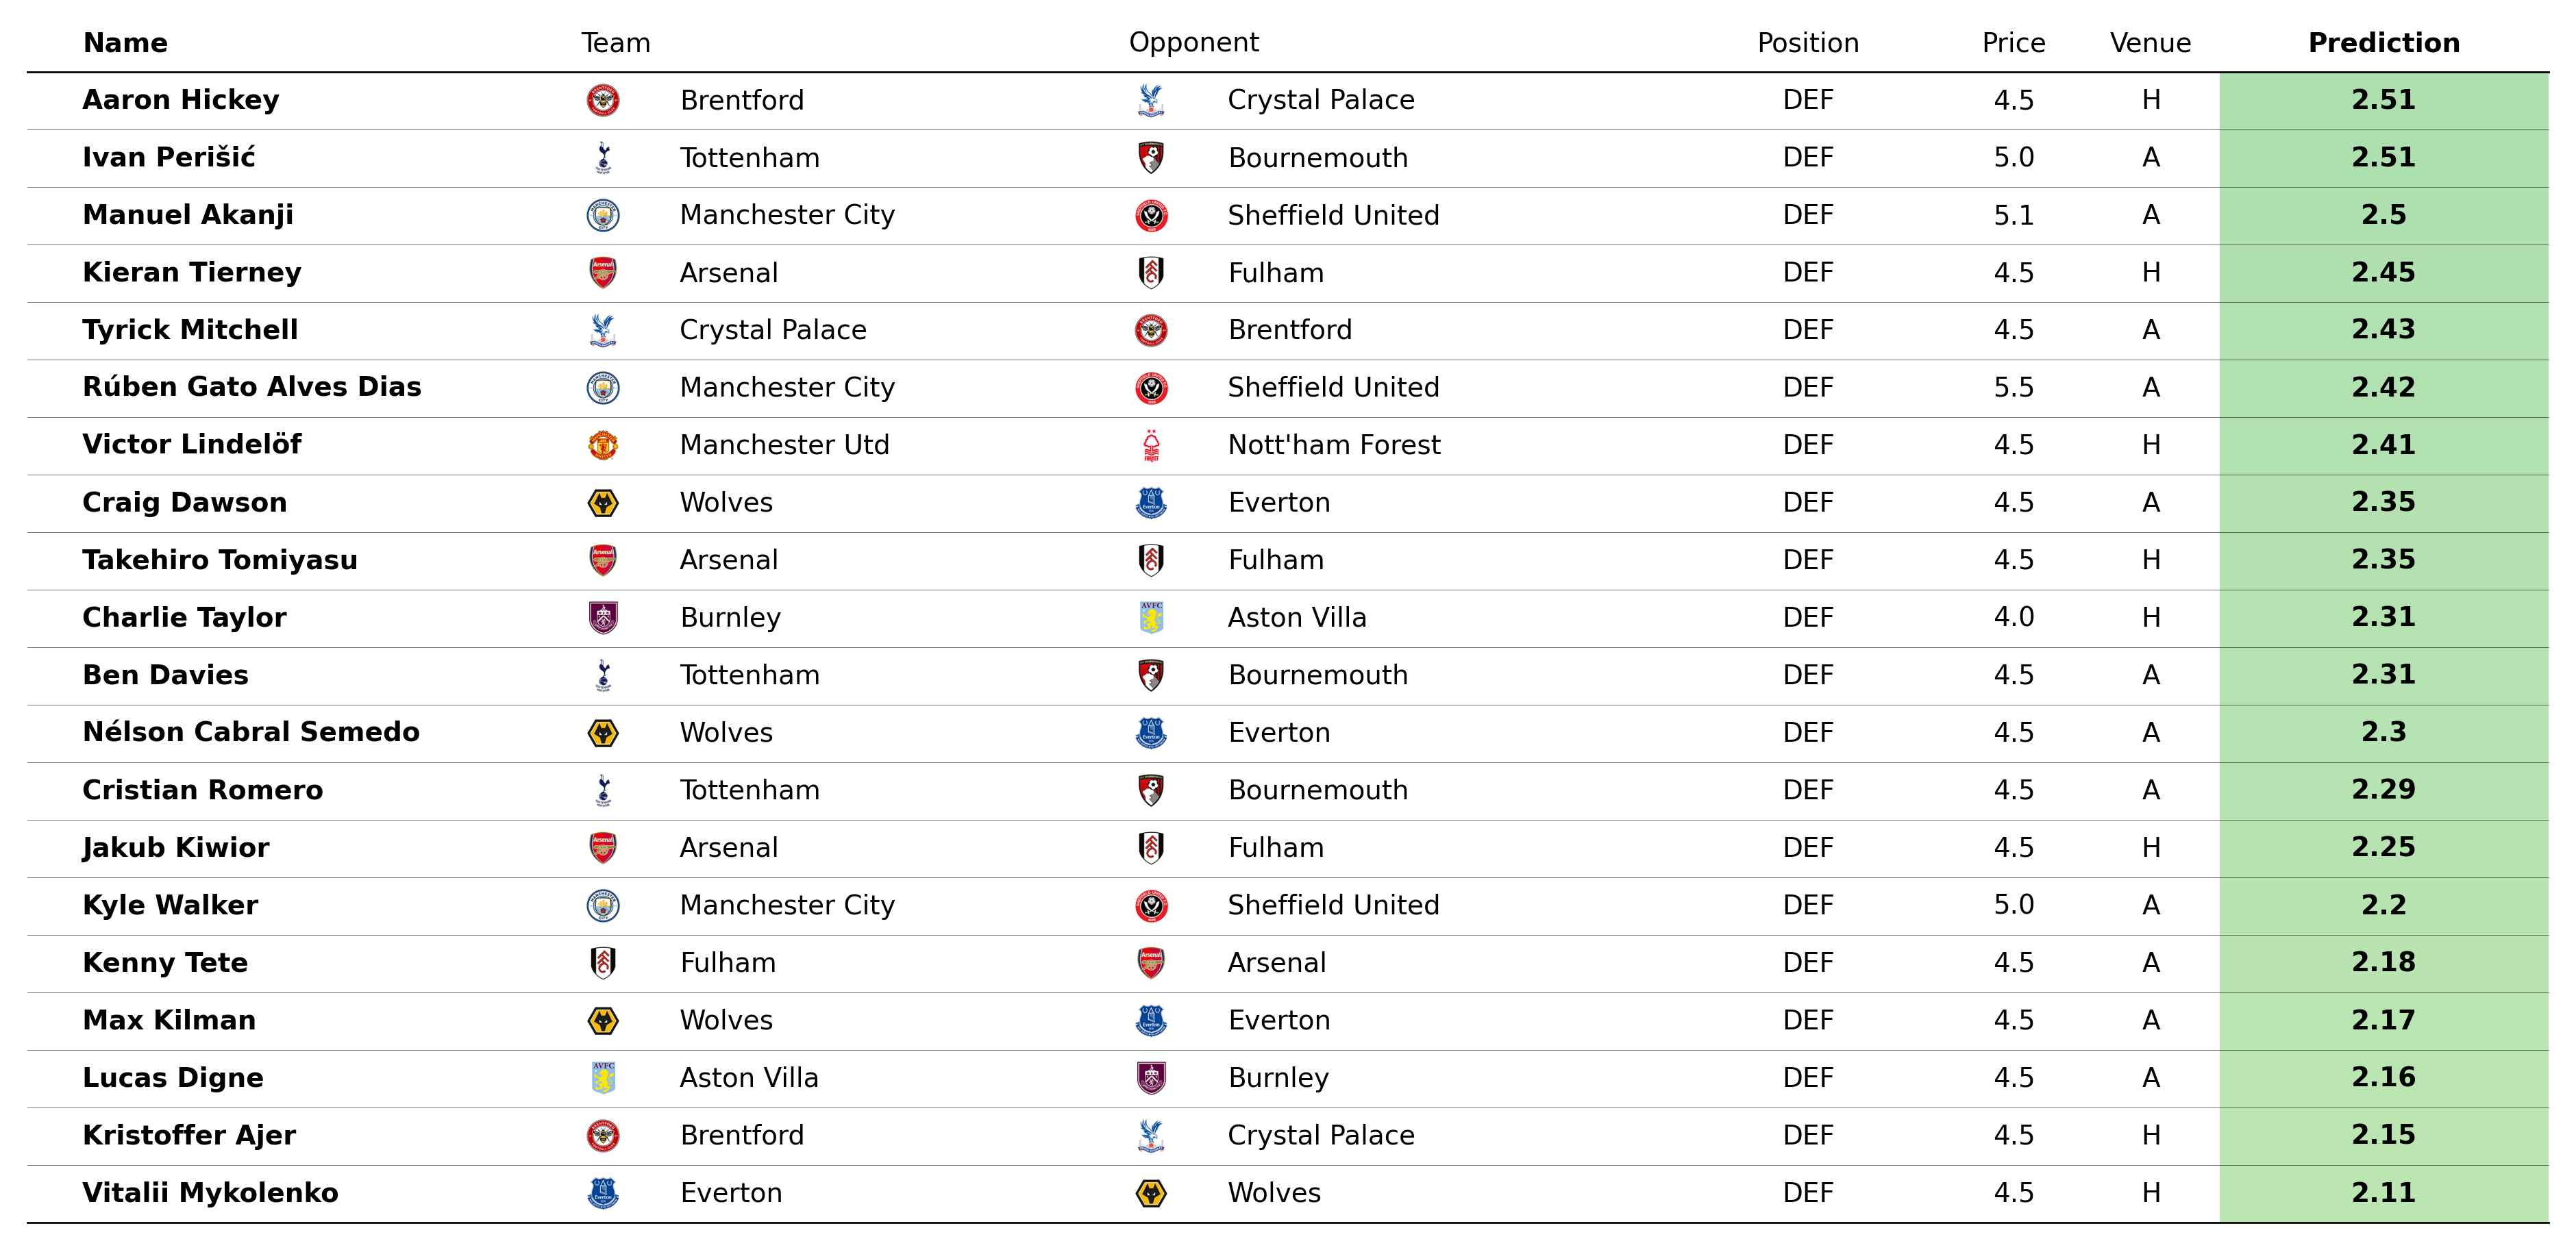 Name Team Opponent Position Price Venue Prediction
Aaron Hickey Brentford Crystal Palace DEF 4.5 H 2.51
Ivan Perišić Tottenham Bournemouth DEF 5.0 A 2.51
Manuel Akanji Manchester City Sheffield United DEF 5.1 A 2.5
Kieran Tierney Arsenal Fulham DEF 4.5 H 2.45
Tyrick Mitchell Crystal Palace Brentford DEF 4.5 A 2.43
Rúben Gato Alves Dias Manchester City Sheffield United DEF 5.5 A 2.42
Victor Lindelöf Manchester Utd Nott'ham Forest DEF 4.5 H 2.41
Craig Dawson Wolves Everton DEF 4.5 A 2.35
Takehiro Tomiyasu Arsenal Fulham DEF 4.5 H 2.35
Charlie Taylor Burnley Aston Villa DEF 4.0 H 2.31
Ben Davies Tottenham Bournemouth DEF 4.5 A 2.31
Nélson Cabral Semedo Wolves Everton DEF 4.5 A 2.3
Cristian Romero Tottenham Bournemouth DEF 4.5 A 2.29
Jakub Kiwior Arsenal Fulham DEF 4.5 H 2.25
Kyle Walker Manchester City Sheffield United DEF 5.0 A 2.2
Kenny Tete Fulham Arsenal DEF 4.5 A 2.18
Max Kilman Wolves Everton DEF 4.5 A 2.17
Lucas Digne Aston Villa Burnley DEF 4.5 A 2.16
Kristoffer Ajer Brentford Crystal Palace DEF 4.5 H 2.15
Vitalii Mykolenko Everton Wolves DEF 4.5 H 2.11